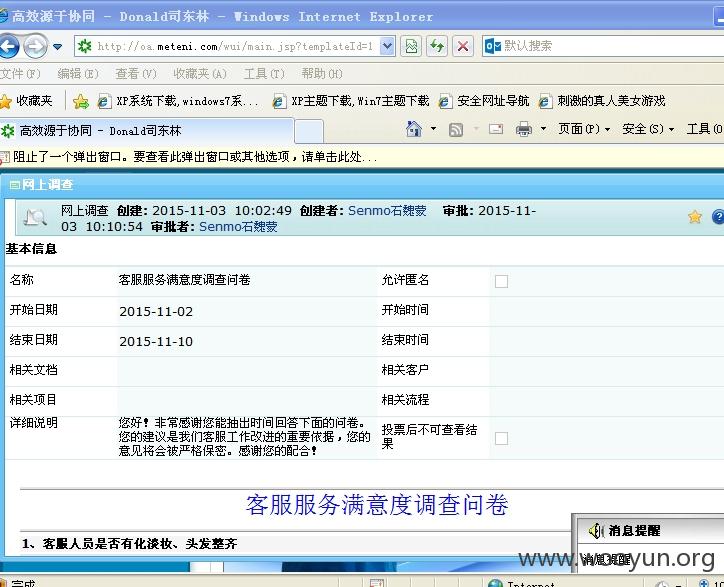 高效源于协同 - Donald司东林 - Windows Internet Explorer
http://oa.meteni.com/wui/main.jsp?templateId=1
默认搜索
文件(F) 编辑(E) 查看(V) 收藏夹(A) 工具(T) 帮助(H)
收藏夹 XP系统下载,windows7系... XP主题下载,Win7主题下载 安全网址导航 刺激的真人美女游戏
高效源于协同 - Donald司东林
页面(P) 安全(S) 工具(O
阻止了一个弹出窗口。要查看此弹出窗口或其他选项，请单击此处...
网上调查
网上调查 创建: 2015-11-03 10:02:49 创建者: Senmo石魏蒙 审批: 2015-11-
03 10:10:54 审批者: Senmo石魏蒙
基本信息
名称 客服服务满意度调查问卷 允许匿名
开始日期 2015-11-02 开始时间
结束日期 2015-11-10 结束时间
相关文档 相关客户
相关项目 相关流程
详细说明 您好！非常感谢您能抽出时间回答下面的问卷。
您的建议是我们客服工作改进的重要依据，您的
意见将会被严格保密。感谢您的配合！
投票后不可查看结
果
客服服务满意度调查问卷
1、客服人员是否有化淡妆、头发整齐
消息提醒
消息提醒
www.wooyun.org
完成
Internet